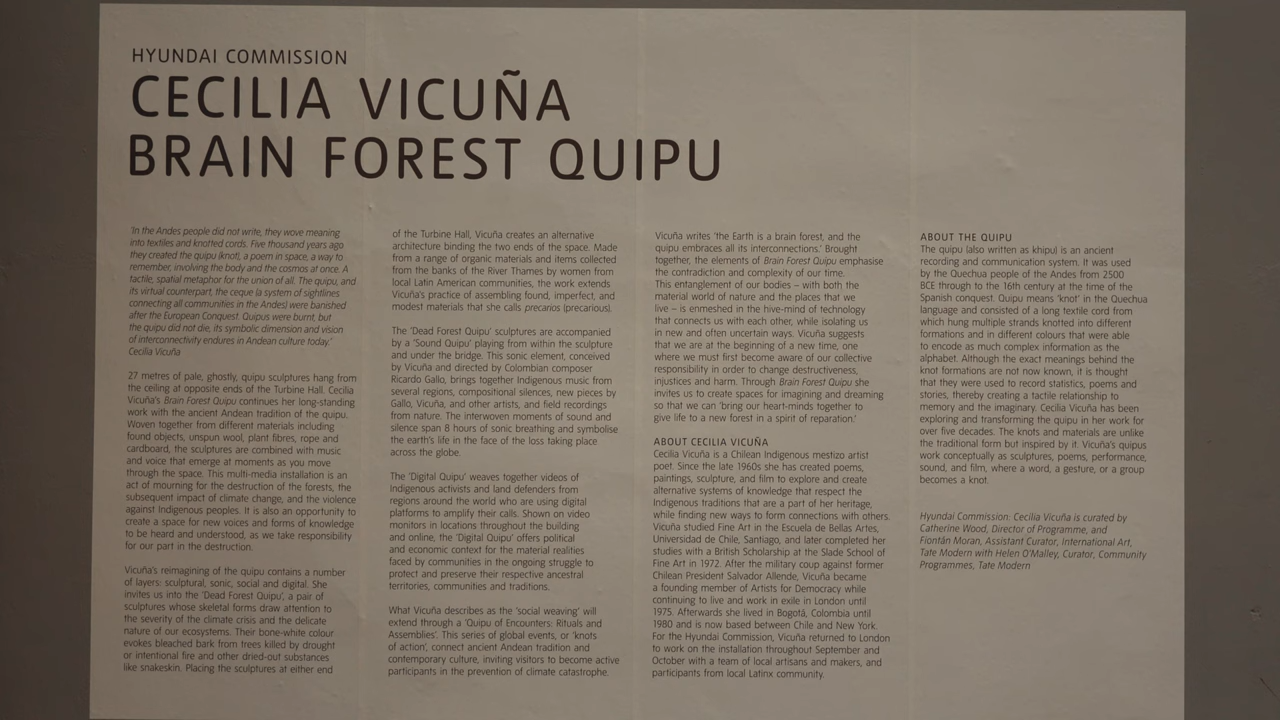 HYUNDAI COMMISSION
CECILIA VICUÑA
BRAIN FOREST QUIPU
'In the Andes people did not write, they wove meaning
into textiles and knotted cords. Five thousand years ago
they created the quipu (knot), a poem in space, a way to
remember, involving the body and the cosmos at once. A
tactile, spatial metaphor for the union of all. The quipu, and
its virtual counterpart, the ceque (a system of sightlines
connecting all communities in the Andes) were banished
after the European Conquest. Quipus were burnt, but
the quipu did not die, its symbolic dimension and vision
of interconnectivity endures in Andean culture today.'
Cecilia Vicuña
27 metres of pale, ghostly, quipu sculptures hang from
the ceiling at opposite ends of the Turbine Hall. Cecilia
Vicuña's Brain Forest Quipu continues her long-standing
work with the ancient Andean tradition of the quipu.
Woven together from different materials including
found objects, unspun wool, plant fibres, rope and
cardboard, the sculptures are combined with music
and voice that emerge at moments as you move
through the space. This multi-media installation is an
act of mourning for the destruction of the forests, the
subsequent impact of climate change, and the violence
against Indigenous peoples. It is also an opportunity to
create a space for new voices and forms of knowledge
to be heard and understood, as we take responsibility
for our part in the destruction.
Vicuña's reimagining of the quipu contains a number
of layers: sculptural, sonic, social and digital. She
invites us into the 'Dead Forest Quipu', a pair of
sculptures whose skeletal forms draw attention to
the severity of the climate crisis and the delicate
nature of our ecosystems. Their bone-white colour
evokes bleached bark from trees killed by drought
or intentional fire and other dried-out substances
like snakeskin. Placing the sculptures at either end
of the Turbine Hall, Vicuña creates an alternative
architecture binding the two ends of the space. Made
from a range of organic materials and items collected
from the banks of the River Thames by women from
local Latin American communities, the work extends
Vicuña's practice of assembling found, imperfect, and
modest materials that she calls precarios (precarious).
The 'Dead Forest Quipu' sculptures are accompanied
by a 'Sound Quipu' playing from within the sculpture
and under the bridge. This sonic element, conceived
by Vicuña and directed by Colombian composer
Ricardo Gallo, brings together Indigenous music from
several regions, compositional silences, new pieces by
Gallo, Vicuña, and other artists, and field recordings
from nature. The interwoven moments of sound and
silence span 8 hours of sonic breathing and symbolise
the earth's life in the face of the loss taking place
across the globe.
The 'Digital Quipu' weaves together videos of
Indigenous activists and land defenders from
regions around the world who are using digital
platforms to amplify their calls. Shown on video
monitors in locations throughout the building
and online, the 'Digital Quipu' offers political
and economic context for the material realities
faced by communities in the ongoing struggle to
protect and preserve their respective ancestral
territories, communities and traditions.
What Vicuña describes as the 'social weaving' will
extend through a 'Quipu of Encounters: Rituals and
Assemblies'. This series of global events, or 'knots
of action', connect ancient Andean tradition and
contemporary culture, inviting visitors to become active
participants in the prevention of climate catastrophe.
Vicuña writes 'the Earth is a brain forest, and the
quipu embraces all its interconnections.' Brought
together, the elements of Brain Forest Quipu emphasise
the contradiction and complexity of our time.
This entanglement of our bodies – with both the
material world of nature and the places that we
live – is enmeshed in the hive-mind of technology
that connects us with each other, while isolating us
in new and often uncertain ways. Vicuña suggests
that we are at the beginning of a new time, one
where we must first become aware of our collective
responsibility in order to change destructiveness,
injustices and harm. Through Brain Forest Quipu she
invites us to create spaces for imagining and dreaming
so that we can 'bring our heart-minds together to
give life to a new forest in a spirit of reparation.'
ABOUT CECILIA VICUÑA
Cecilia Vicuña is a Chilean Indigenous mestizo artist
poet. Since the late 1960s she has created poems,
paintings, sculpture, and film to explore and create
alternative systems of knowledge that respect the
Indigenous traditions that are a part of her heritage,
while finding new ways to form connections with others.
Vicuña studied Fine Art in the Escuela de Bellas Artes,
Universidad de Chile, Santiago, and later completed her
studies with a British Scholarship at the Slade School of
Fine Art in 1972. After the military coup against former
Chilean President Salvador Allende, Vicuña became
a founding member of Artists for Democracy while
continuing to live and work in exile in London until
1975. Afterwards she lived in Bogotá, Colombia until
1980 and is now based between Chile and New York.
For the Hyundai Commission, Vicuña returned to London
to work on the installation throughout September and
October with a team of local artisans and makers, and
participants from local Latinx community.
ABOUT THE QUIPU
The quipu (also written as khipu) is an ancient
recording and communication system. It was used
by the Quechua people of the Andes from 2500
BCE through to the 16th century at the time of the
Spanish conquest. Quipu means 'knot' in the Quechua
language and consisted of a long textile cord from
which hung multiple strands knotted into different
formations and in different colours that were able
to encode as much complex information as the
alphabet. Although the exact meanings behind the
knot formations are not now known, it is thought
that they were used to record statistics, poems and
stories, thereby creating a tactile relationship to
memory and the imaginary. Cecilia Vicuña has been
exploring and transforming the quipu in her work for
over five decades. The knots and materials are unlike
the traditional form but inspired by it. Vicuña's quipus
work conceptually as sculptures, poems, performance,
sound, and film, where a word, a gesture, or a group
becomes a knot.
Hyundai Commission: Cecilia Vicuña is curated by
Catherine Wood, Director of Programme, and
Fiontán Moran, Assistant Curator, International Art,
Tate Modern with Helen O'Malley, Curator, Community
Programmes, Tate Modern